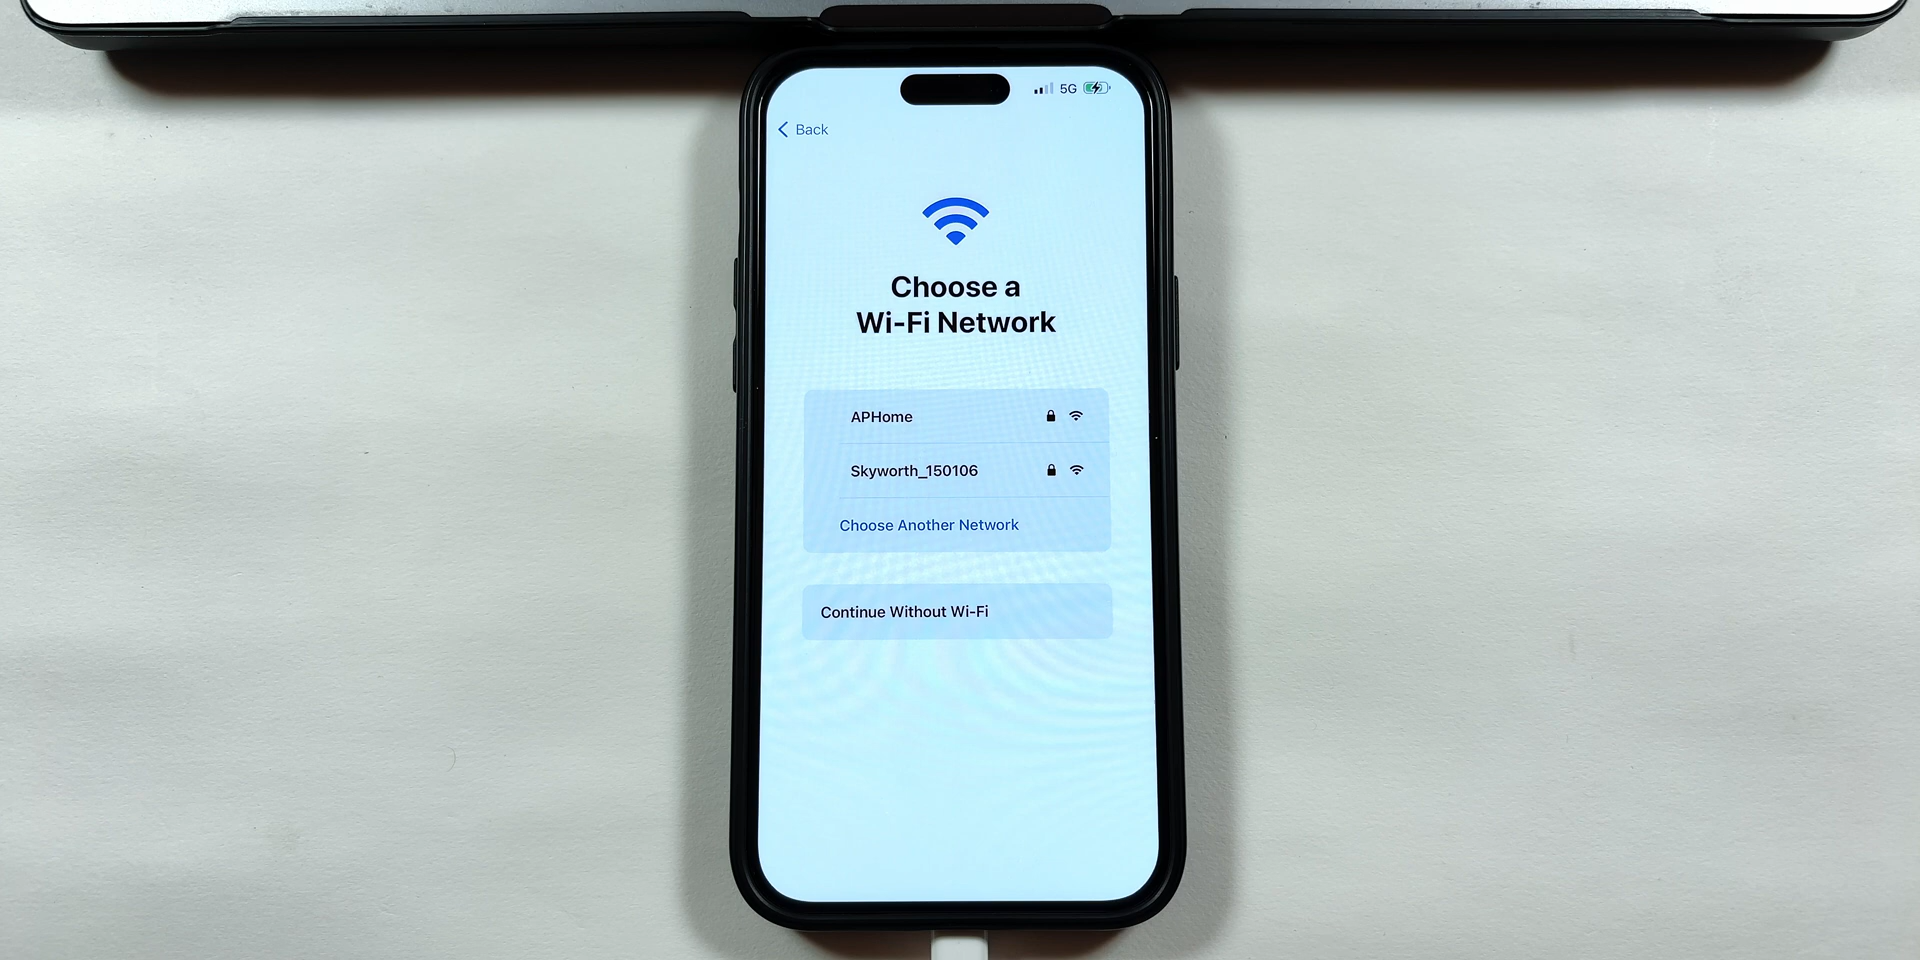 5G
Back
Choose a
Wi-Fi Network
APHome
Skyworth_150106
Choose Another Network
Continue Without Wi-Fi